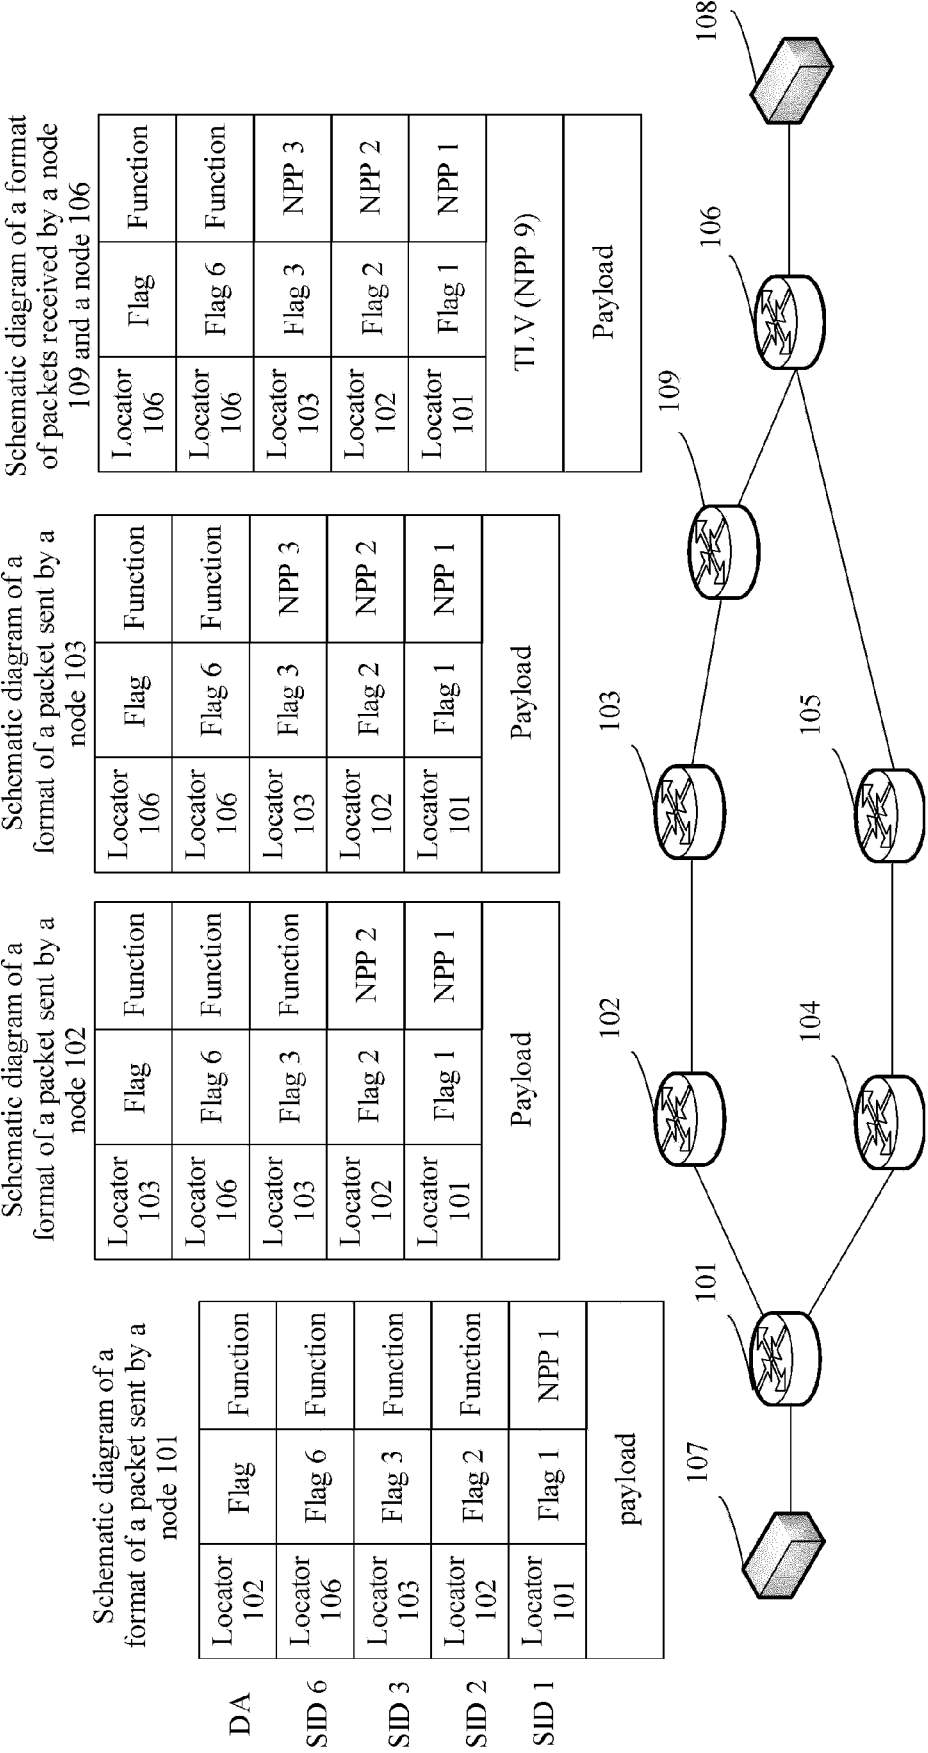 Schematic diagram of a
format of a packet sent by a
node 101
DA
Locator 102
Flag
Function
SID 6
Locator 106
Flag 6
Function
SID 3
Locator 103
Flag 3
Function
SID 2
Locator 102
Flag 2
Function
SID 1
Locator 101
Flag 1
NPP 1
payload
Schematic diagram of a
format of a packet sent by a
node 102
Locator 103
Flag
Function
Locator 106
Flag 6
Function
Locator 103
Flag 3
Function
Locator 102
Flag 2
NPP 2
Locator 101
Flag 1
NPP 1
Payload
Schematic diagram of a
format of a packet sent by a
node 103
Locator 106
Flag
Function
Locator 106
Flag 6
Function
Locator 103
Flag 3
NPP 3
Locator 102
Flag 2
NPP 2
Locator 101
Flag 1
NPP 1
Payload
Schematic diagram of a format
of packets received by a node
109 and a node 106
Locator 106
Flag
Function
Locator 106
Flag 6
Function
Locator 103
Flag 3
NPP 3
Locator 102
Flag 2
NPP 2
Locator 101
Flag 1
NPP 1
TLV (NPP 9)
Payload
107
101
102
103
109
106
108
104
105